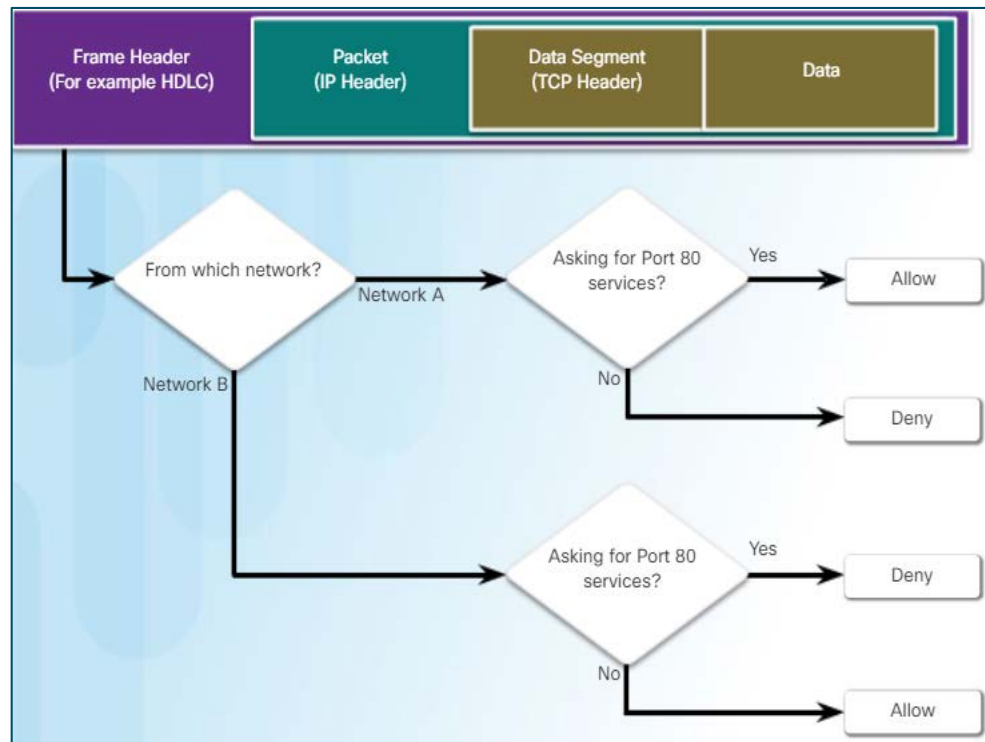 Frame Header
(For example HDLC)
Packet
(IP Header)
Data Segment
(TCP Header)
Data
From which network?
Network A
Asking for Port 80
services?
Yes
Allow
No
Deny
Network B
Asking for Port 80
services?
Yes
Deny
No
Allow